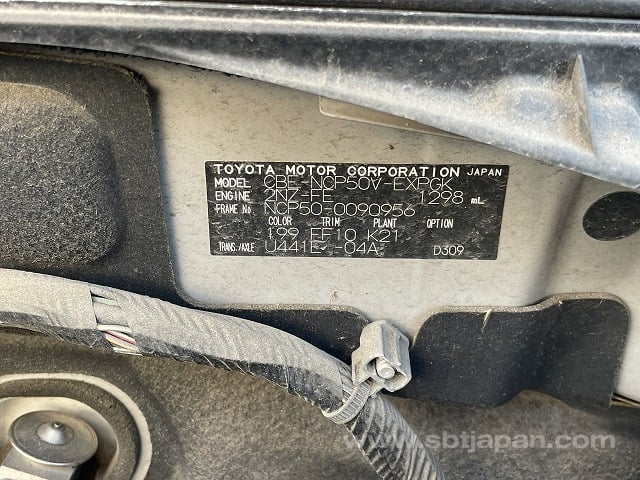 TOYOTA MOTOR CORPORATION JAPAN
MODEL CBE-NCP50V-EXPGK
ENGINE 2NZ-FE 1298 mL
FRAME No. NCP50-0090956
COLOR TRIM PLANT OPTION
199 EF10 K21
TRANS./AXLE U441E -04A D309
www.sbtjapan.com